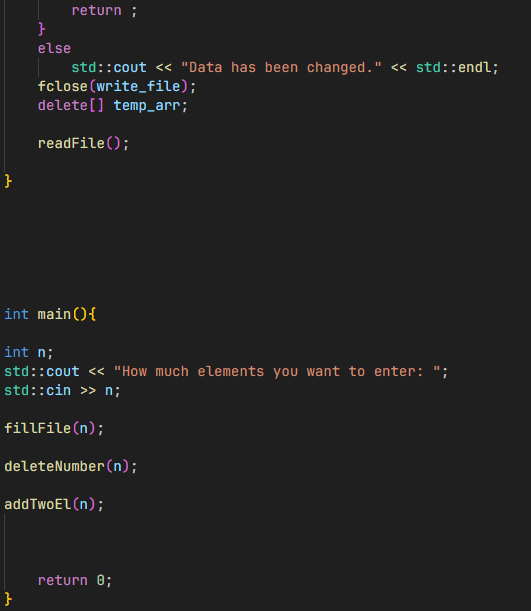 return ;
}
else
std::cout << "Data has been changed." << std::endl;
fclose(write_file);
delete[] temp_arr;
readFile();
}
int main(){
int n;
std::cout << "How much elements you want to enter: ";
std::cin >> n;
fillFile(n);
deleteNumber(n);
addTwoEl(n);
return 0;
}